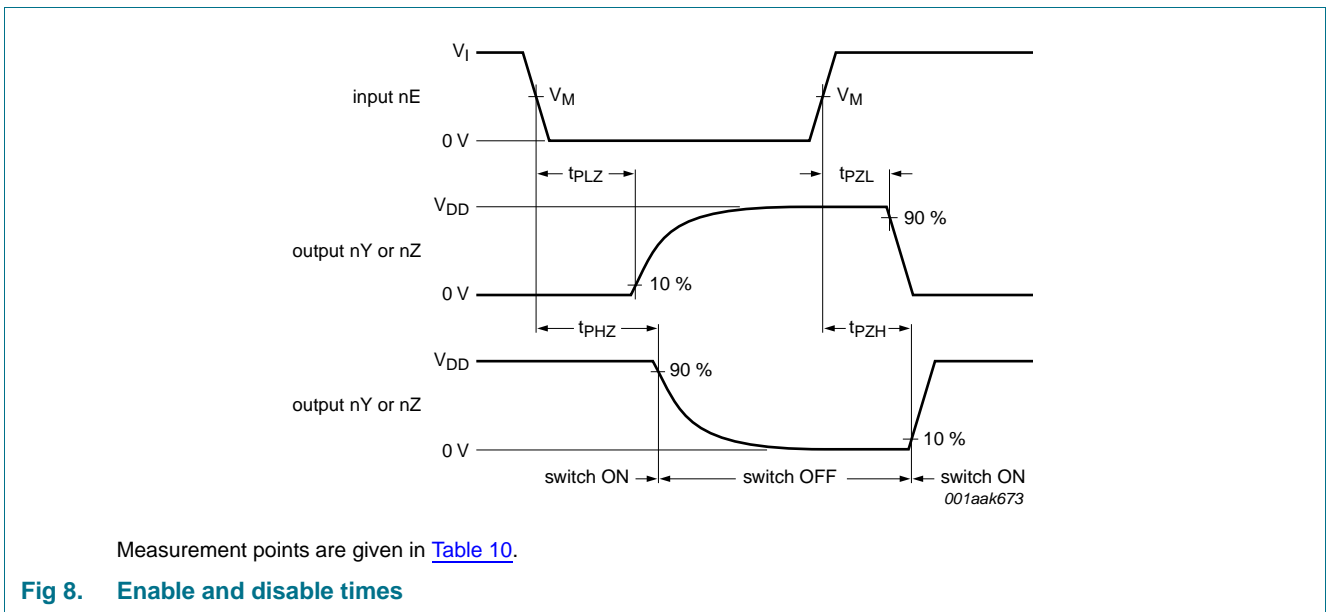 V_I
input nE V_M V_M
0 V
t_PLZ t_PZL
V_DD
90 %
output nY or nZ
10 %
0 V
t_PHZ t_PZH
V_DD
90 %
output nY or nZ
10 %
0 V
switch ON switch OFF switch ON
001aak673
Measurement points are given in Table 10.
Fig 8. Enable and disable times